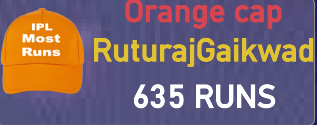 IPL
Most
Runs
Orange cap
RuturajGaikwad
635 RUNS